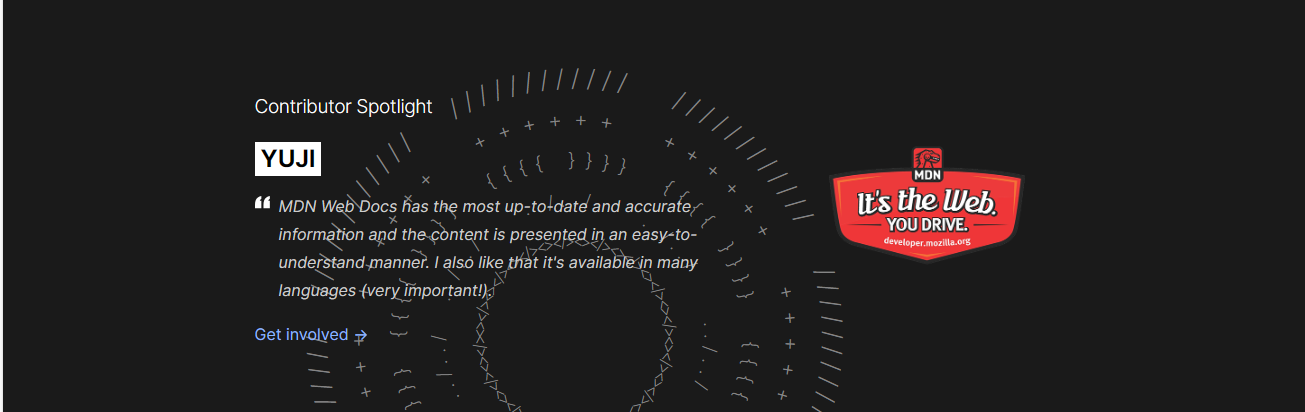 Contributor Spotlight
YUJI
❝ MDN Web Docs has the most up-to-date and accurate
information and the content is presented in an easy-to-
understand manner. I also like that it's available in many
languages (very important!).
Get involved →
MDN
It's the Web.
YOU DRIVE.
developer.mozilla.org